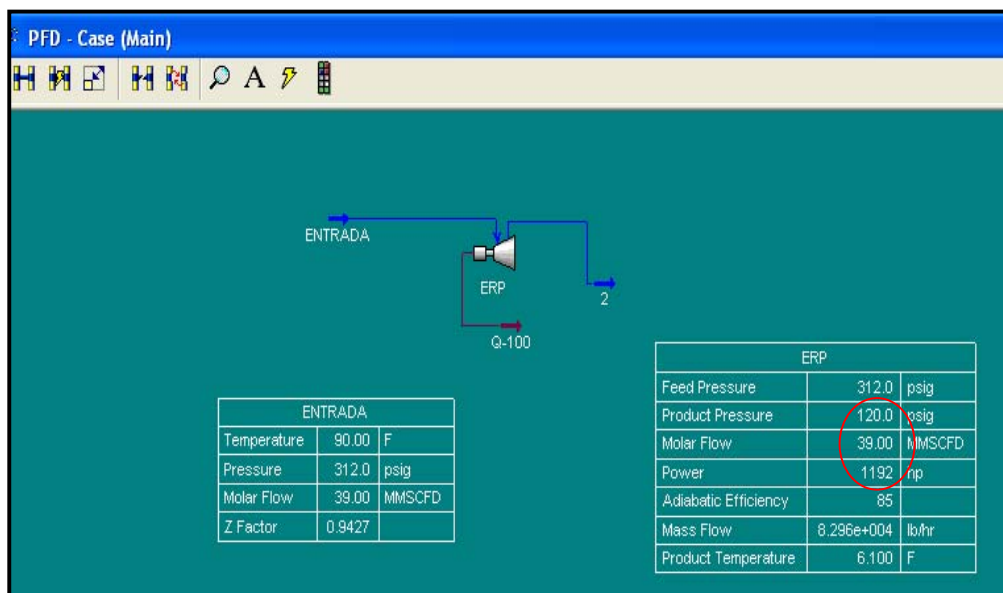 PFD - Case (Main)
A
ENTRADA
ERP
2
Q-100
ERP
Feed Pressure 312.0 psig
Product Pressure 120.0 psig
Molar Flow 39.00 MMSCFD
Power 1192 hp
Adiabatic Efficiency 85
Mass Flow 8.296e+004 lb/hr
Product Temperature 6.100 F
ENTRADA
Temperature 90.00 F
Pressure 312.0 psig
Molar Flow 39.00 MMSCFD
Z Factor 0.9427